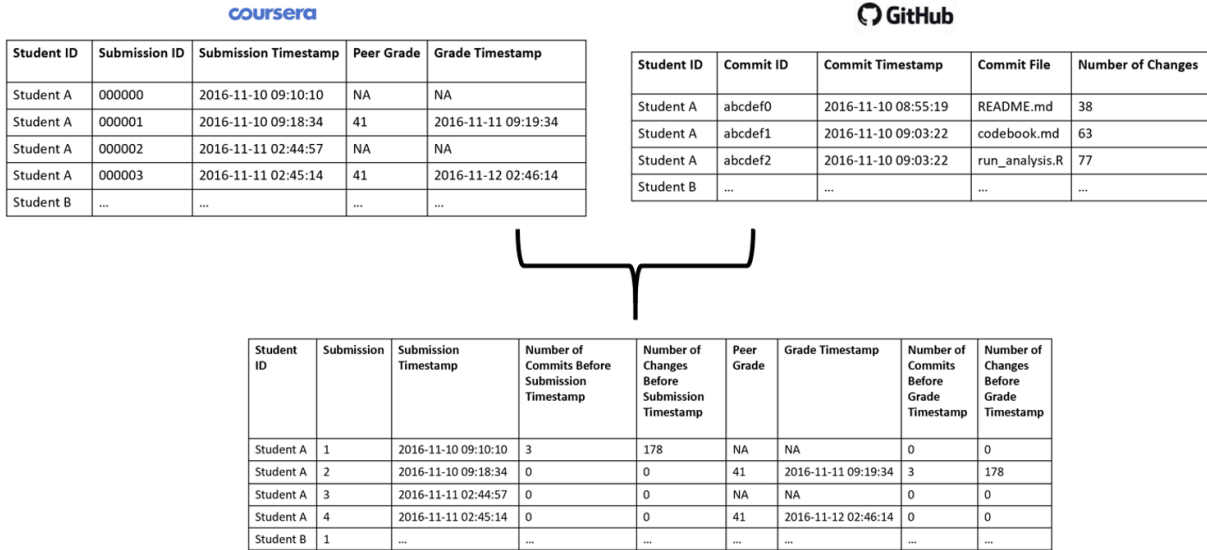 coursera
GitHub
Student ID Submission ID Submission Timestamp Peer Grade Grade Timestamp
Student A 000000 2016-11-10 09:10:10 NA NA
Student A 000001 2016-11-10 09:18:34 41 2016-11-11 09:19:34
Student A 000002 2016-11-11 02:44:57 NA NA
Student A 000003 2016-11-11 02:45:14 41 2016-11-12 02:46:14
Student B ... ... ... ...
Student ID Commit ID Commit Timestamp Commit File Number of Changes
Student A abcdef0 2016-11-10 08:55:19 README.md 38
Student A abcdef1 2016-11-10 09:03:22 codebook.md 63
Student A abcdef2 2016-11-10 09:03:22 run_analysis.R 77
Student B ... ... ... ...
Student
ID
Submission
Submission
Timestamp
Number of
Commits Before
Submission
Timestamp
Number of
Changes
Before
Submission
Timestamp
Peer
Grade
Grade Timestamp
Number of
Commits
Before
Grade
Timestamp
Number of
Changes
Before
Grade
Timestamp
Student A 1 2016-11-10 09:10:10 3 178 NA NA 0 0
Student A 2 2016-11-10 09:18:34 0 0 41 2016-11-11 09:19:34 3 178
Student A 3 2016-11-11 02:44:57 0 0 NA NA 0 0
Student A 4 2016-11-11 02:45:14 0 0 41 2016-11-12 02:46:14 0 0
Student B 1 ... ... ... ... ... ... ...